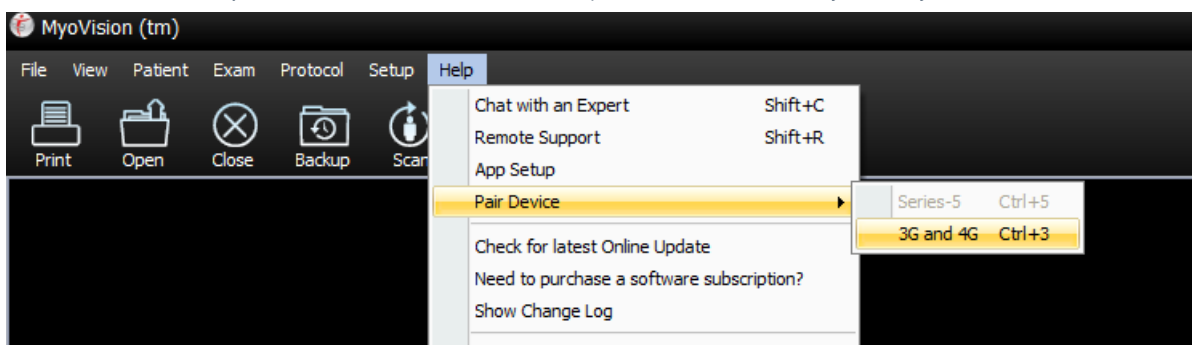 MyoVision (tm)
File View Patient Exam Protocol Setup Help
Print Open Close Backup Scan
Chat with an Expert Shift+C
Remote Support Shift+R
App Setup
Pair Device
Series-5 Ctrl+5
3G and 4G Ctrl+3
Check for latest Online Update
Need to purchase a software subscription?
Show Change Log